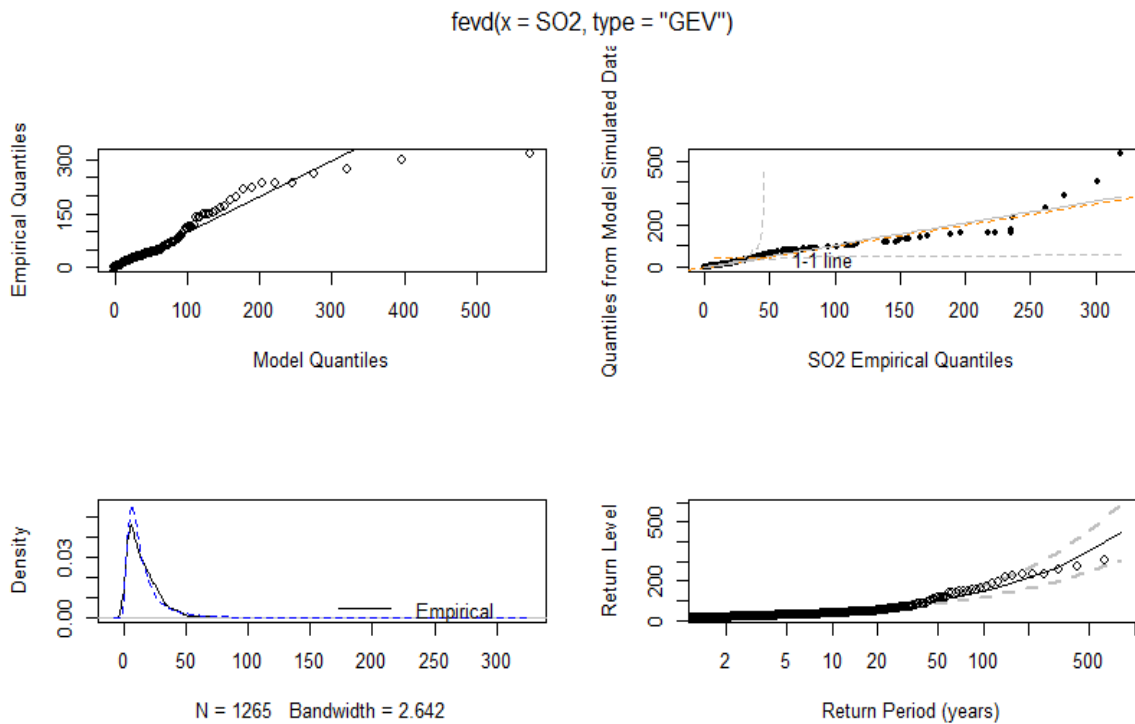 fevd(x = SO2, type = "GEV")
Empirical Quantiles
0
150
300
0 100 200 300 400 500
Model Quantiles
Quantiles from Model Simulated Data
0
200
500
1-1 line
0 50 100 150 200 250 300
SO2 Empirical Quantiles
Density
0.00
0.03
Empirical
0 50 100 150 200 250 300
N = 1265 Bandwidth = 2.642
Return Level
0
200
500
2 5 10 20 50 100 500
Return Period (years)